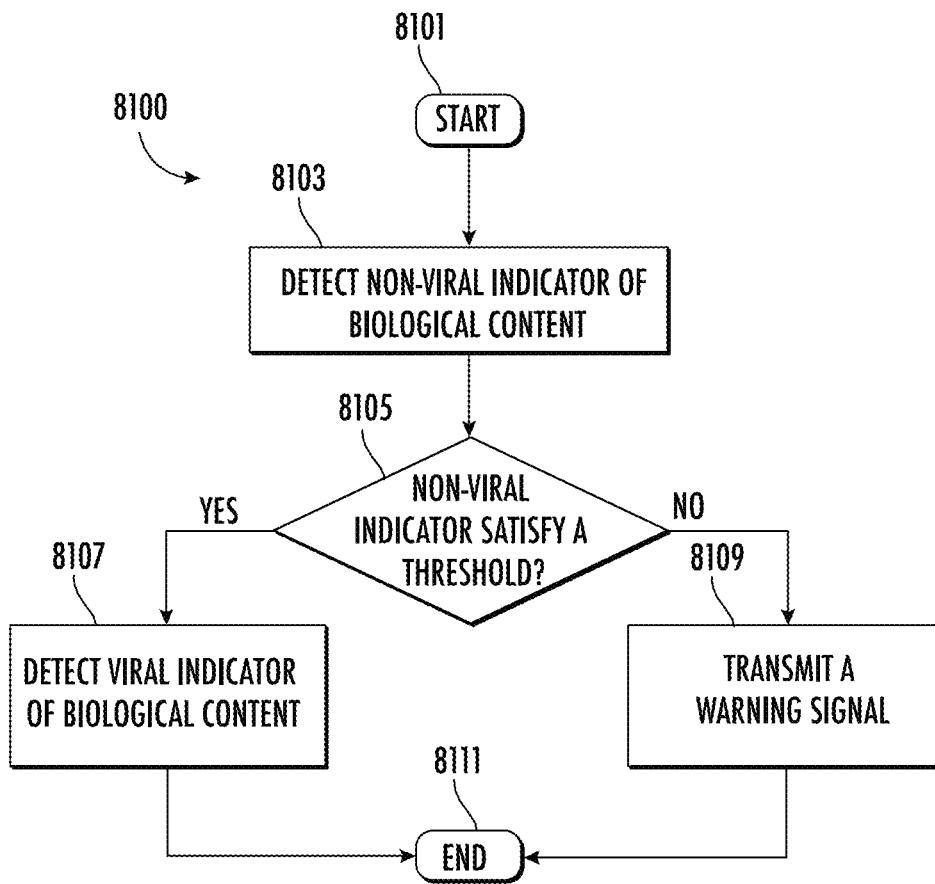 8101
START
8100
8103
DETECT NON-VIRAL INDICATOR OF
BIOLOGICAL CONTENT
8105
NON-VIRAL
INDICATOR SATISFY A
THRESHOLD?
YES
NO
8107
DETECT VIRAL INDICATOR
OF BIOLOGICAL CONTENT
8109
TRANSMIT A
WARNING SIGNAL
8111
END